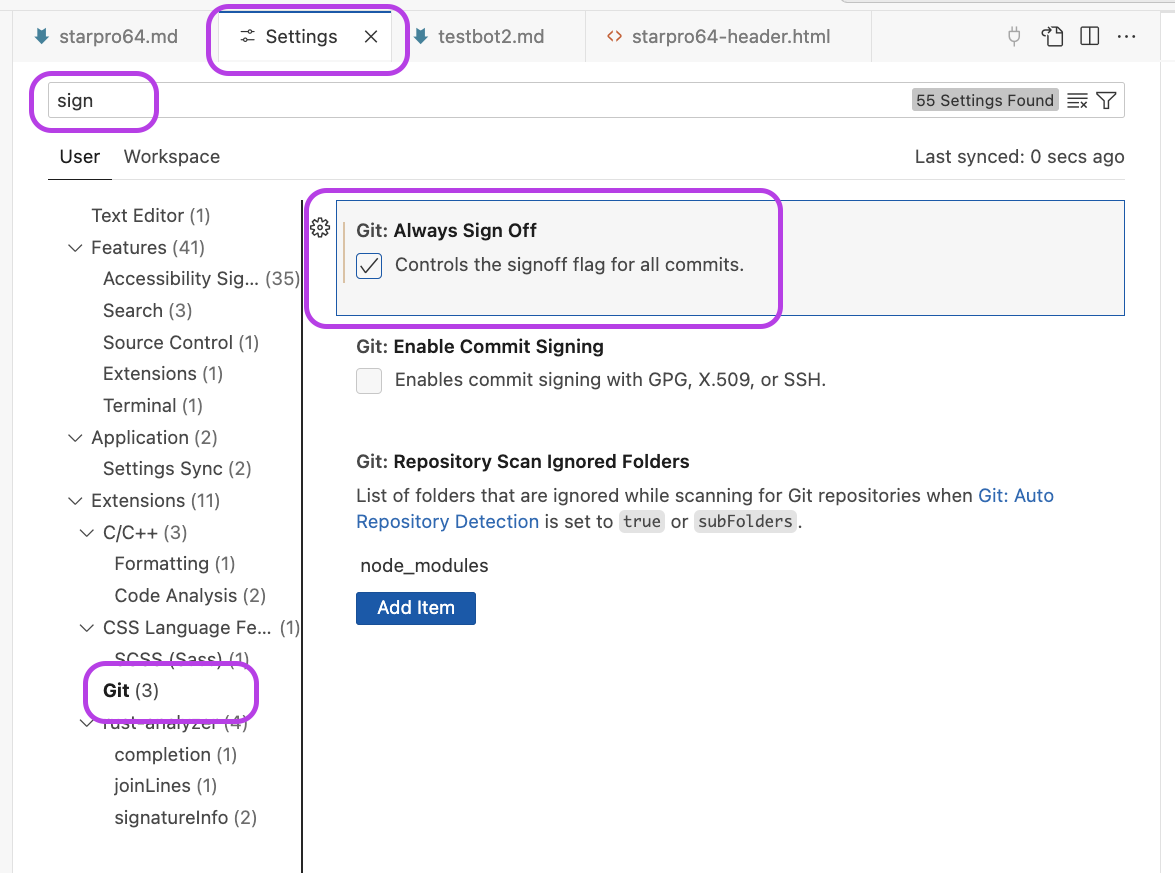 starpro64.md
Settings
testbot2.md
starpro64-header.html
sign
55 Settings Found
User
Workspace
Last synced: 0 secs ago
Text Editor (1)
Features (41)
Accessibility Sig... (35)
Search (3)
Source Control (1)
Extensions (1)
Terminal (1)
Application (2)
Settings Sync (2)
Extensions (11)
C/C++ (3)
Formatting (1)
Code Analysis (2)
CSS Language Fe... (1)
SCSS (Sass) (1)
Git (3)
rust-analyzer (4)
completion (1)
joinLines (1)
signatureInfo (2)
Git: Always Sign Off
Controls the signoff flag for all commits.
Git: Enable Commit Signing
Enables commit signing with GPG, X.509, or SSH.
Git: Repository Scan Ignored Folders
List of folders that are ignored while scanning for Git repositories when Git: Auto
Repository Detection is set to true or subFolders.
node_modules
Add Item